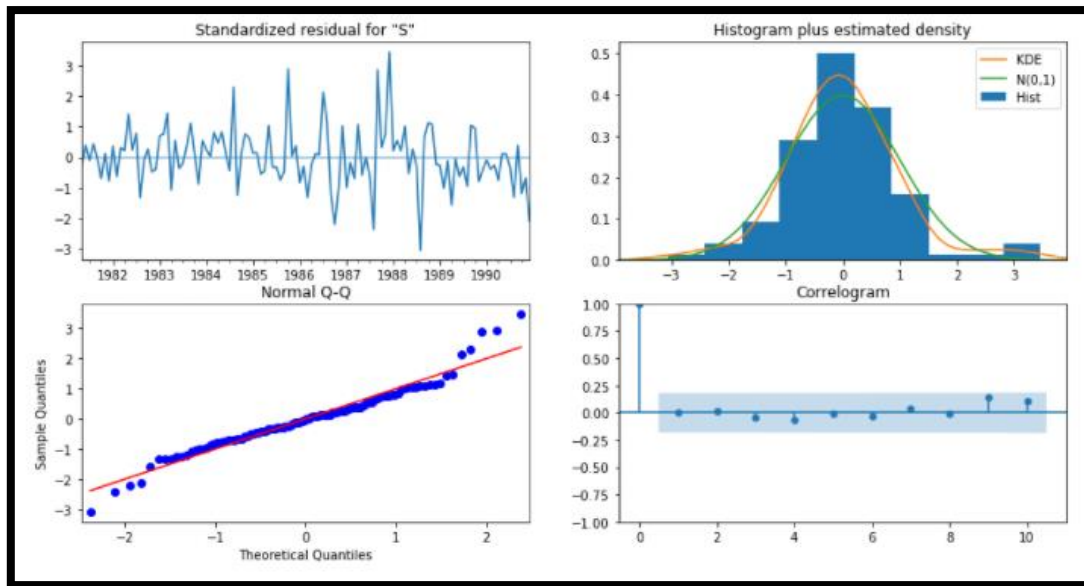 Standardized residual for "S"
3
2
1
0
−1
−2
−3
1982 1983 1984 1985 1986 1987 1988 1989 1990
Histogram plus estimated density
KDE
N(0,1)
Hist
0.5
0.4
0.3
0.2
0.1
0.0
−3 −2 −1 0 1 2 3
Normal Q-Q
Sample Quantiles
3
2
1
0
−1
−2
−3
−2 −1 0 1 2
Theoretical Quantiles
Correlogram
1.00
0.75
0.50
0.25
0.00
−0.25
−0.50
−0.75
−1.00
0 2 4 6 8 10